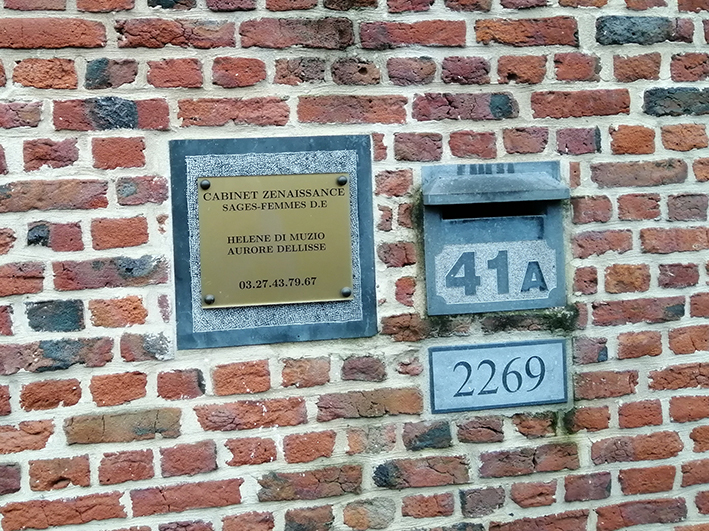 CABINET ZENAISSANCE
SAGES-FEMMES D.E
HELENE DI MUZIO
AURORE DELLISSE
03.27.43.79.67
41A
2269